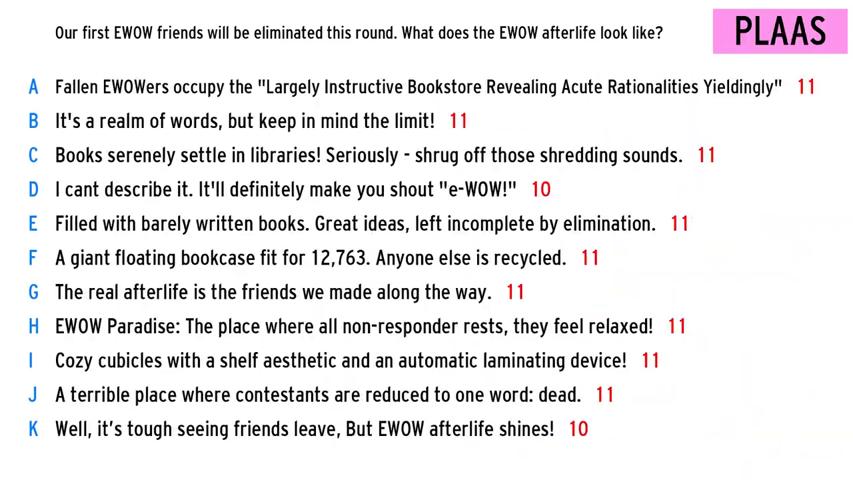 Our first EWOW friends will be eliminated this round. What does the EWOW afterlife look like?
PLAAS
A Fallen EWOWers occupy the "Largely Instructive Bookstore Revealing Acute Rationalities Yieldingly" 11
B It's a realm of words, but keep in mind the limit! 11
C Books serenely settle in libraries! Seriously - shrug off those shredding sounds. 11
D I cant describe it. It'll definitely make you shout "e-WOW!" 10
E Filled with barely written books. Great ideas, left incomplete by elimination. 11
F A giant floating bookcase fit for 12,763. Anyone else is recycled. 11
G The real afterlife is the friends we made along the way. 11
H EWOW Paradise: The place where all non-responder rests, they feel relaxed! 11
I Cozy cubicles with a shelf aesthetic and an automatic laminating device! 11
J A terrible place where contestants are reduced to one word: dead. 11
K Well, it’s tough seeing friends leave, But EWOW afterlife shines! 10